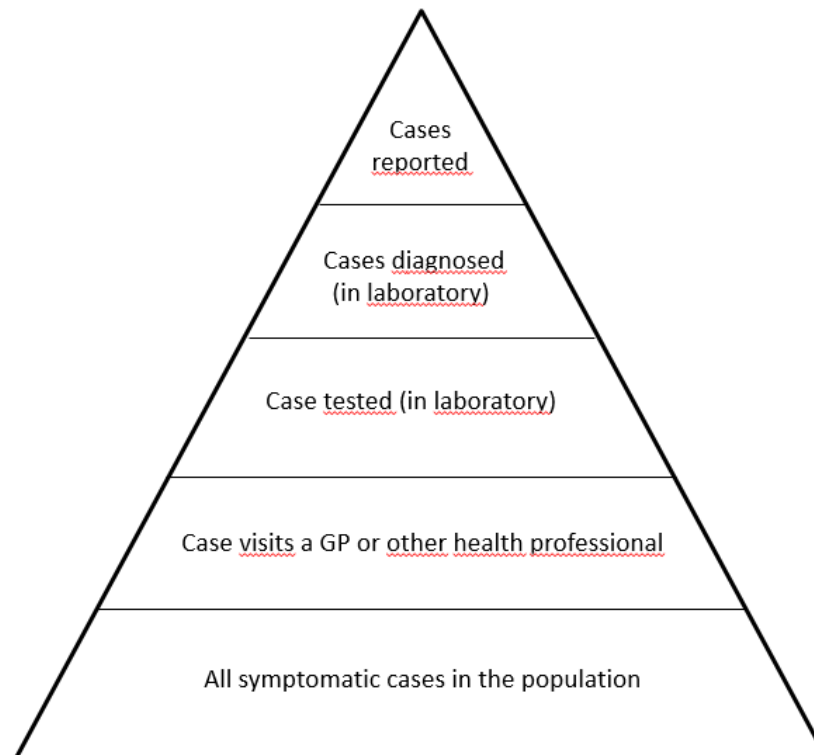 Cases
reported
Cases diagnosed
(in laboratory)
Case tested (in laboratory)
Case visits a GP or other health professional
All symptomatic cases in the population